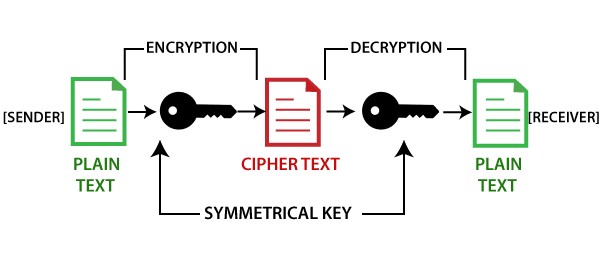 ENCRYPTION
DECRYPTION
[SENDER]
[RECEIVER]
PLAIN
TEXT
CIPHER TEXT
PLAIN
TEXT
SYMMETRICAL KEY